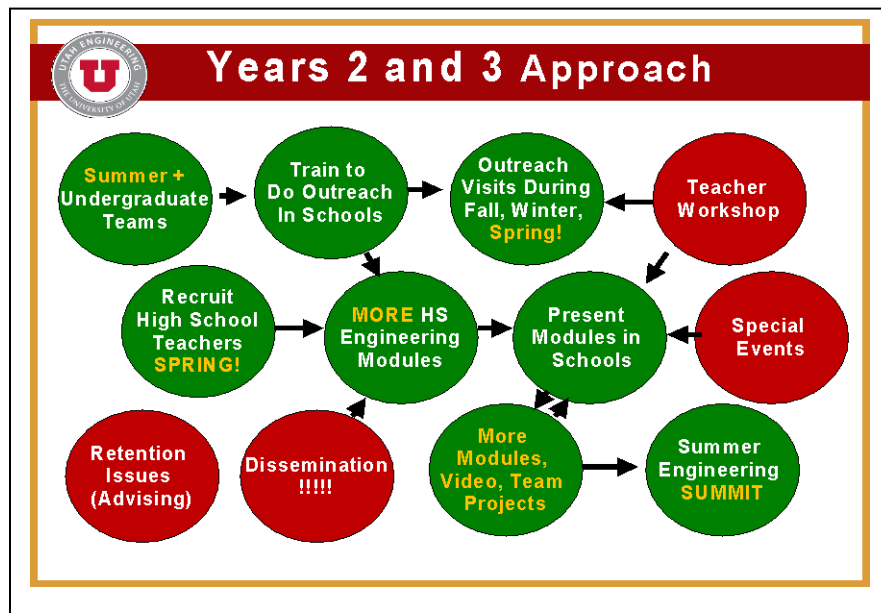 UTAH ENGINEERING
THE UNIVERSITY OF UTAH
U
Years 2 and 3 Approach
Summer +
Undergraduate
Teams
Train to
Do Outreach
In Schools
Outreach
Visits During
Fall, Winter,
Spring!
Teacher
Workshop
Recruit
High School
Teachers
SPRING!
MORE HS
Engineering
Modules
Present
Modules in
Schools
Special
Events
Retention
Issues
(Advising)
Dissemination
!!!!!
More
Modules,
Video, Team
Projects
Summer
Engineering
SUMMIT